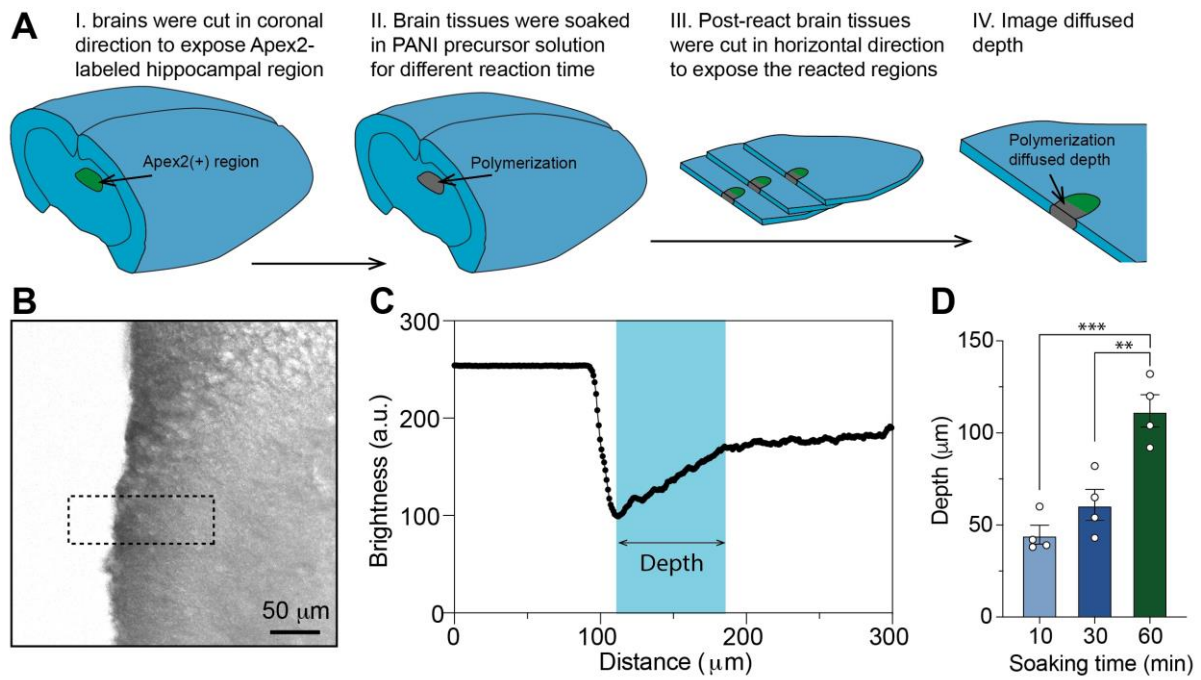 A
I. brains were cut in coronal
direction to expose Apex2-
labeled hippocampal region
II. Brain tissues were soaked
in PANI precursor solution
for different reaction time
III. Post-react brain tissues
were cut in horizontal direction
to expose the reacted regions
IV. Image diffused
depth
Apex2(+) region
Polymerization
Polymerization
diffused depth
B
50 μm
C
300
200
100
0
Brightness (a.u.)
Depth
0
100
200
300
Distance (μm)
D
***
**
150
100
50
0
Depth (μm)
10
30
60
Soaking time (min)